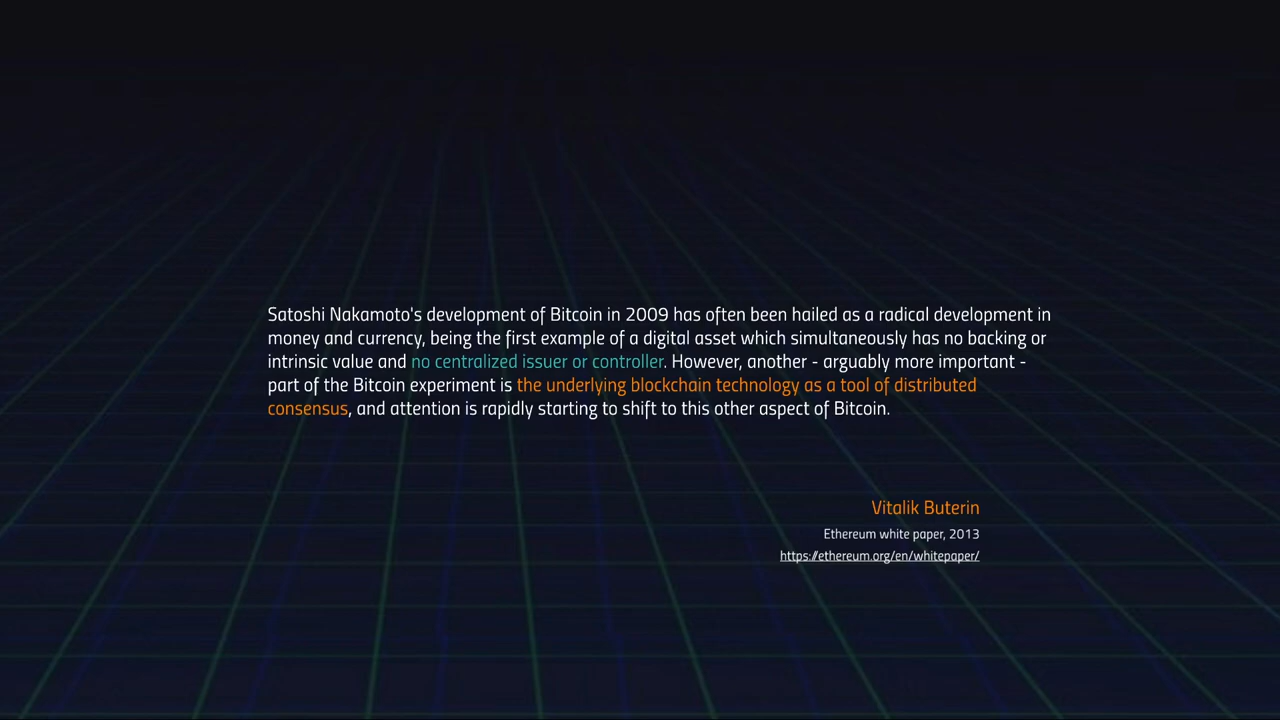 Satoshi Nakamoto's development of Bitcoin in 2009 has often been hailed as a radical development in
money and currency, being the first example of a digital asset which simultaneously has no backing or
intrinsic value and no centralized issuer or controller. However, another - arguably more important -
part of the Bitcoin experiment is the underlying blockchain technology as a tool of distributed
consensus, and attention is rapidly starting to shift to this other aspect of Bitcoin.
Vitalik Buterin
Ethereum white paper, 2013
https://ethereum.org/en/whitepaper/